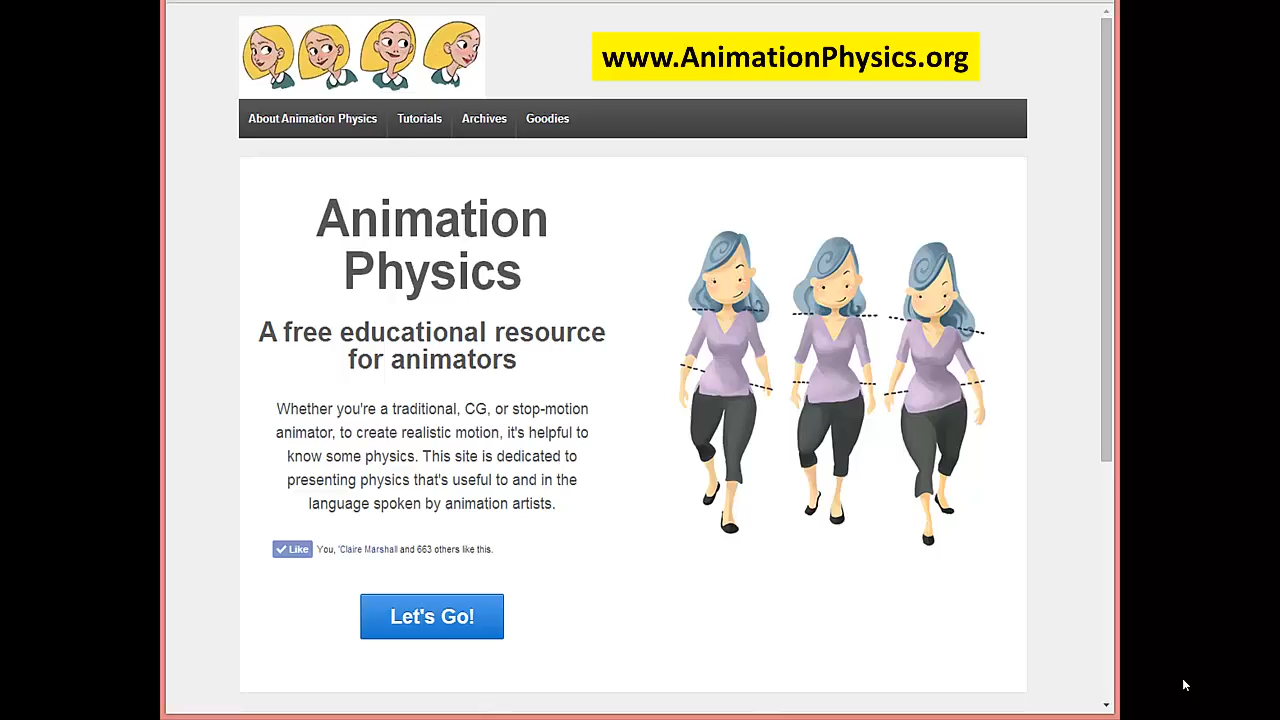 www.AnimationPhysics.org
About Animation Physics Tutorials Archives Goodies
Animation
Physics
A free educational resource
for animators
Whether you're a traditional, CG, or stop-motion
animator, to create realistic motion, it's helpful to
know some physics. This site is dedicated to
presenting physics that's useful to and in the
language spoken by animation artists.
Like You, 'Claire Marshall and 663 others like this.
Let's Go!